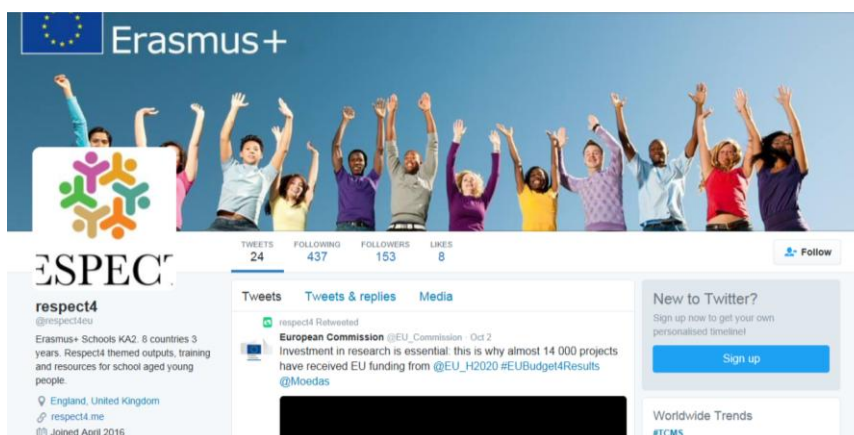 Erasmus+
TWEETS FOLLOWING FOLLOWERS LIKES
24 437 153 8
Follow
ESPEC
respect4
@respect4eu
Erasmus+ Schools KA2. 8 countries 3
years. Respect4 themed outputs, training
and resources for school aged young
people.
England, United Kingdom
respect4.me
Joined April 2016
Tweets Tweets & replies Media
respect4 Retweeted
European Commission @EU_Commission · Oct 2
Investment in research is essential: this is why almost 14 000 projects
have received EU funding from @EU_H2020 #EUBudget4Results
@Moedas
New to Twitter?
Sign up now to get your own
personalised timeline!
Sign up
Worldwide Trends
#TCMS